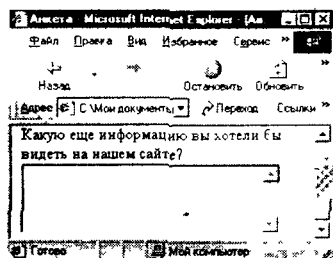 Анкета - Microsoft Internet Explorer - [Ав
Файл Правка Вид Избранное Сервис »
Назад Остановить Обновить »
Адрес C:\Мои документы\ Переход Ссылки »
Какую еще информацию вы хотели бы
видеть на нашем сайте?
Готово Мой компьютер